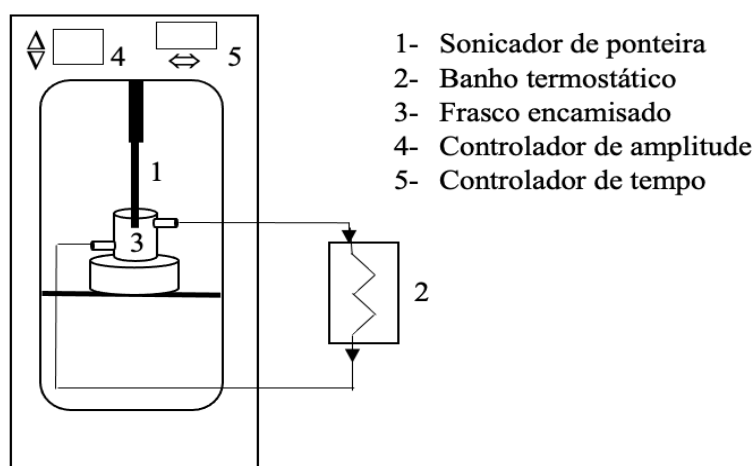 4
5
1
3
2
1- Sonicador de ponteira
2- Banho termostático
3- Frasco encamisado
4- Controlador de amplitude
5- Controlador de tempo